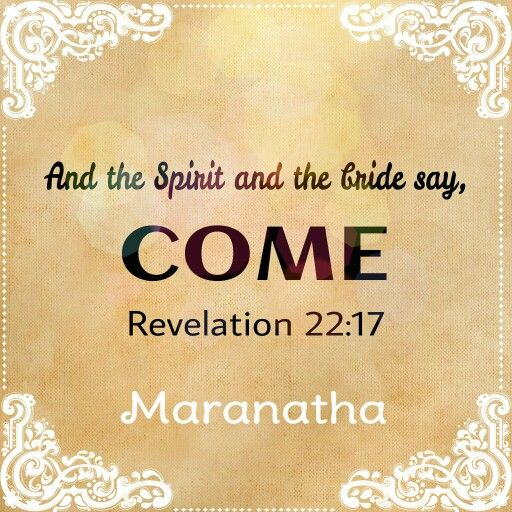 And the Spirit and the bride say,
COME
Revelation 22:17
Maranatha